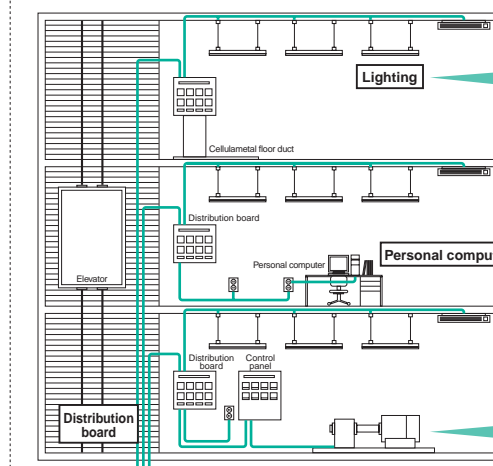 Lighting
Cellulametal floor duct
Distribution board
Elevator
Personal computer
Personal compu
Distribution
board
Control
panel
Distribution
board